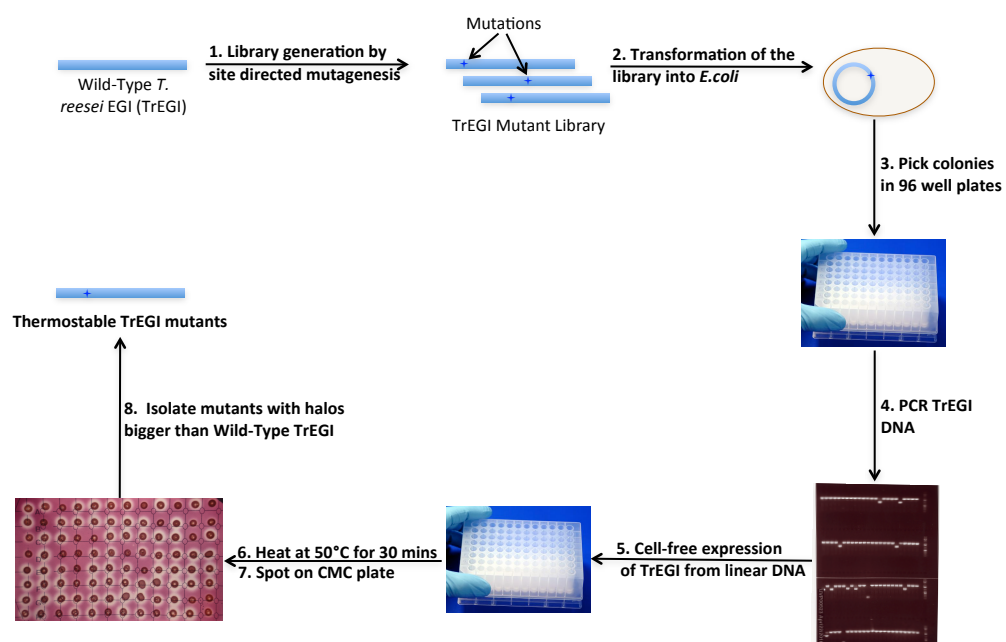 Mutations
1. Library generation by
site directed mutagenesis
2. Transformation of the
library into E.coli
Wild-Type T.
reesei EGI (TrEGI)
TrEGI Mutant Library
3. Pick colonies
in 96 well plates
Thermostable TrEGI mutants
4. PCR TrEGI
DNA
8. Isolate mutants with halos
bigger than Wild-Type TrEGI
5. Cell-free expression
of TrEGI from linear DNA
6. Heat at 50°C for 30 mins
7. Spot on CMC plate